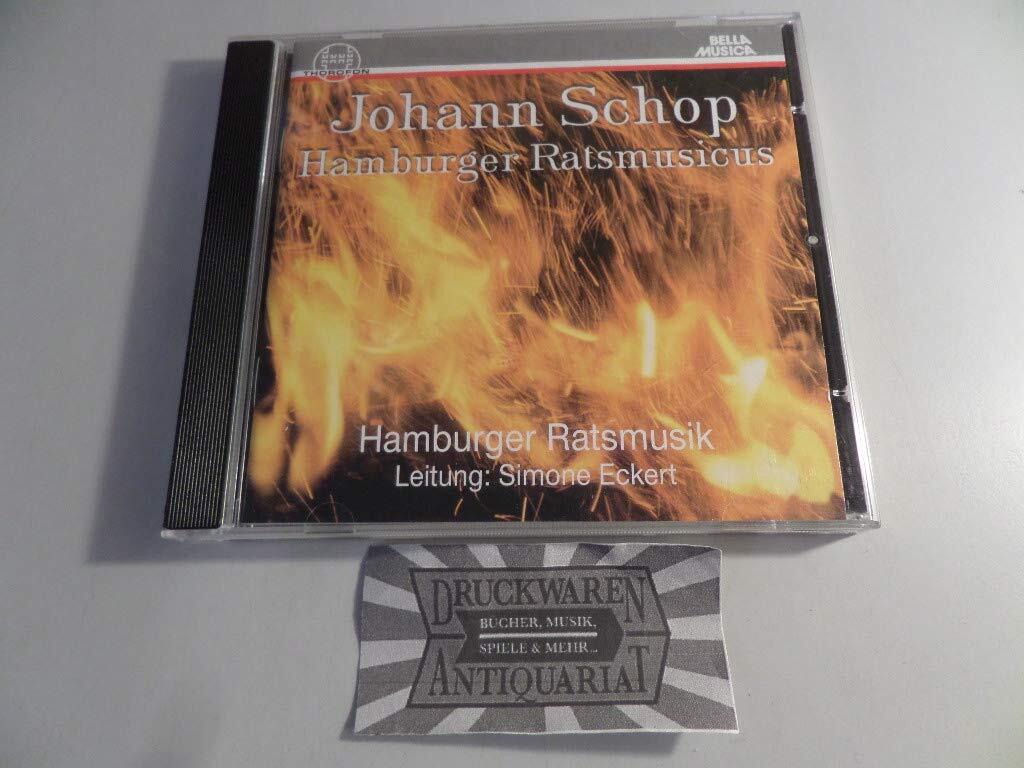 THOROFON
BELLA
MUSICA
Johann Schop
Hamburger Ratsmusicus
Hamburger Ratsmusik
Leitung: Simone Eckert
DRUCKWAREN
BÜCHER, MUSIK,
SPIELE & MEHR...
ANTIQUARIAT